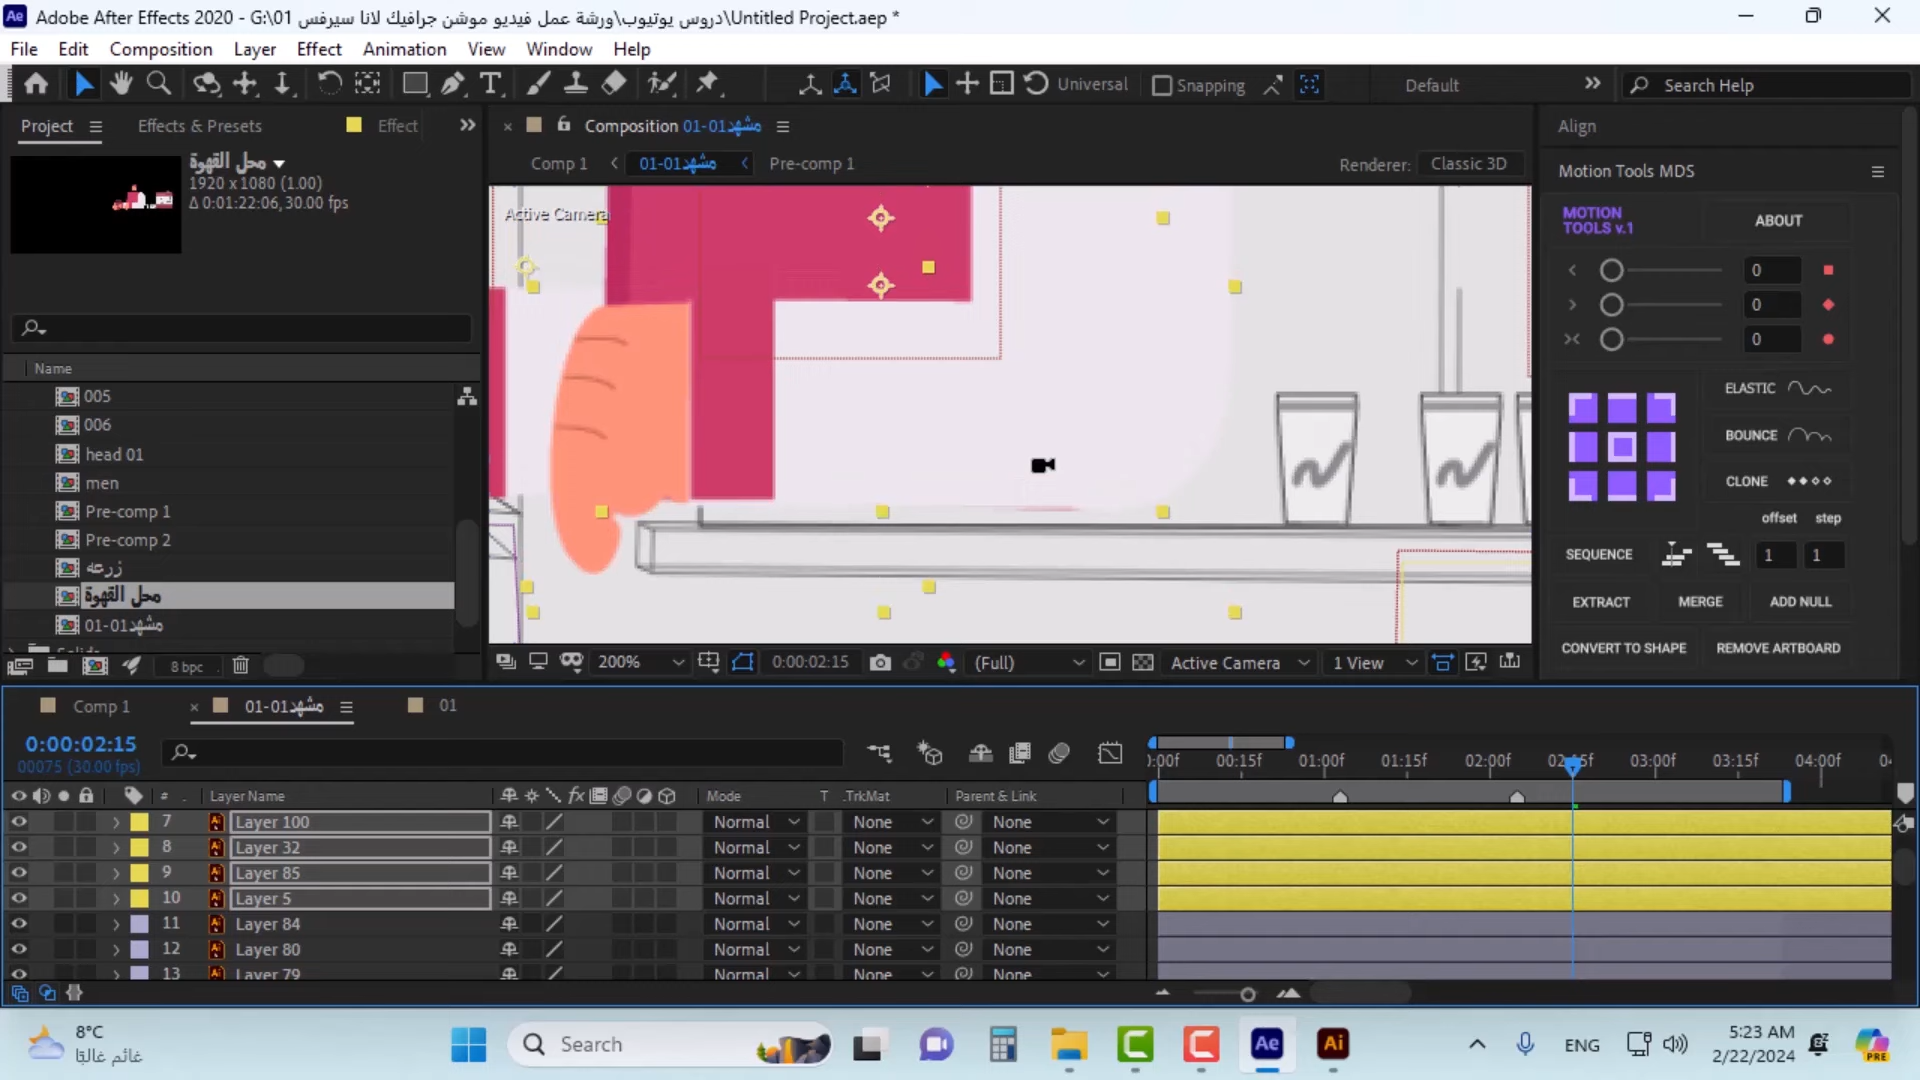 Adobe After Effects 2020 - G:\01 دروس يوتيوب\ورشة عمل فيديو موشن جرافيك لانا سيرفس\Untitled Project.aep *
File Edit Composition Layer Effect Animation View Window Help
Universal Snapping Default Search Help
Project Effects & Presets Effect
محل القهوة
1920 x 1080 (1.00)
Δ 0:01:22:06, 30.00 fps
Name
005
006
head 01
men
Pre-comp 1
Pre-comp 2
زرعه
محل القهوة
مشهد01-01
8 bpc
Composition مشهد01-01
Comp 1 مشهد01-01 Pre-comp 1
Renderer: Classic 3D
Active Camera
200% 0:00:02:15 (Full) Active Camera 1 View
Align
Motion Tools MDS
MOTION TOOLS v.1 ABOUT
0
0
0
ELASTIC
BOUNCE
CLONE
offset step
SEQUENCE 1 1
EXTRACT MERGE ADD NULL
CONVERT TO SHAPE REMOVE ARTBOARD
Comp 1 مشهد01-01 01
0:00:02:15
00075 (30.00 fps)
:00f 00:15f 01:00f 01:15f 02:00f 02:15f 03:00f 03:15f 04:00f
# Layer Name Mode T .TrkMat Parent & Link
7 Layer 100 Normal None None
8 Layer 32 Normal None None
9 Layer 85 Normal None None
10 Layer 5 Normal None None
11 Layer 84 Normal None None
12 Layer 80 Normal None None
13 Layer 79 Normal None None
8°C
غائم غالبًا
Search
ENG
5:23 AM
2/22/2024